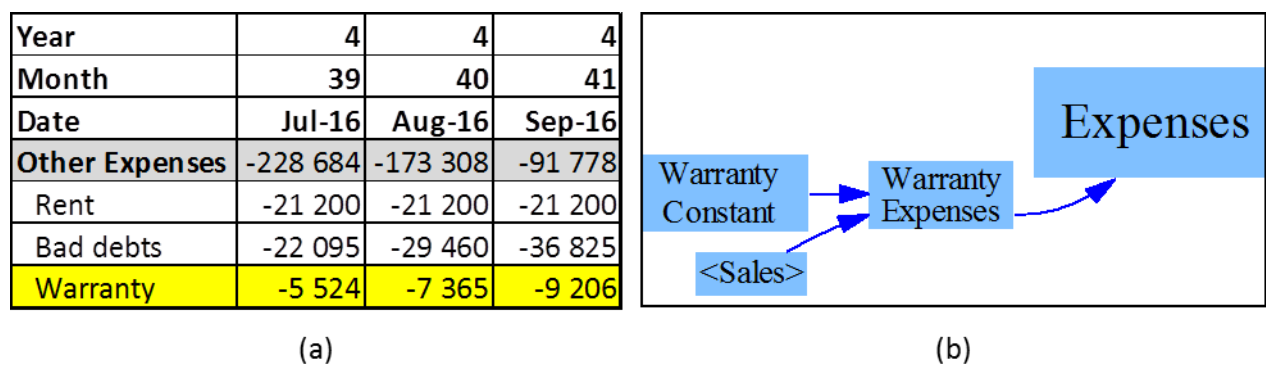 Year 4 4 4
Month 39 40 41
Date Jul-16 Aug-16 Sep-16
Other Expenses -228 684 -173 308 -91 778
Rent -21 200 -21 200 -21 200
Bad debts -22 095 -29 460 -36 825
Warranty -5 524 -7 365 -9 206
(a)
Expenses
Warranty
Constant
Warranty
Expenses
<Sales>
(b)